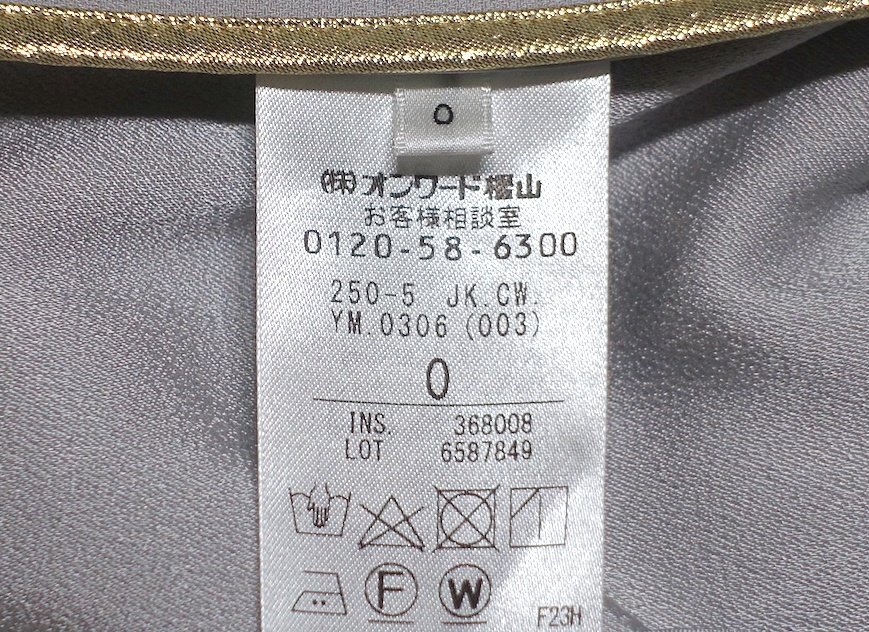 0
(株)オンワード樫山
お客様相談室
0120-58-6300
250-5 JK.CW.
YM.0306 (003)
0
INS. 368008
LOT 6587849
F W
F23H